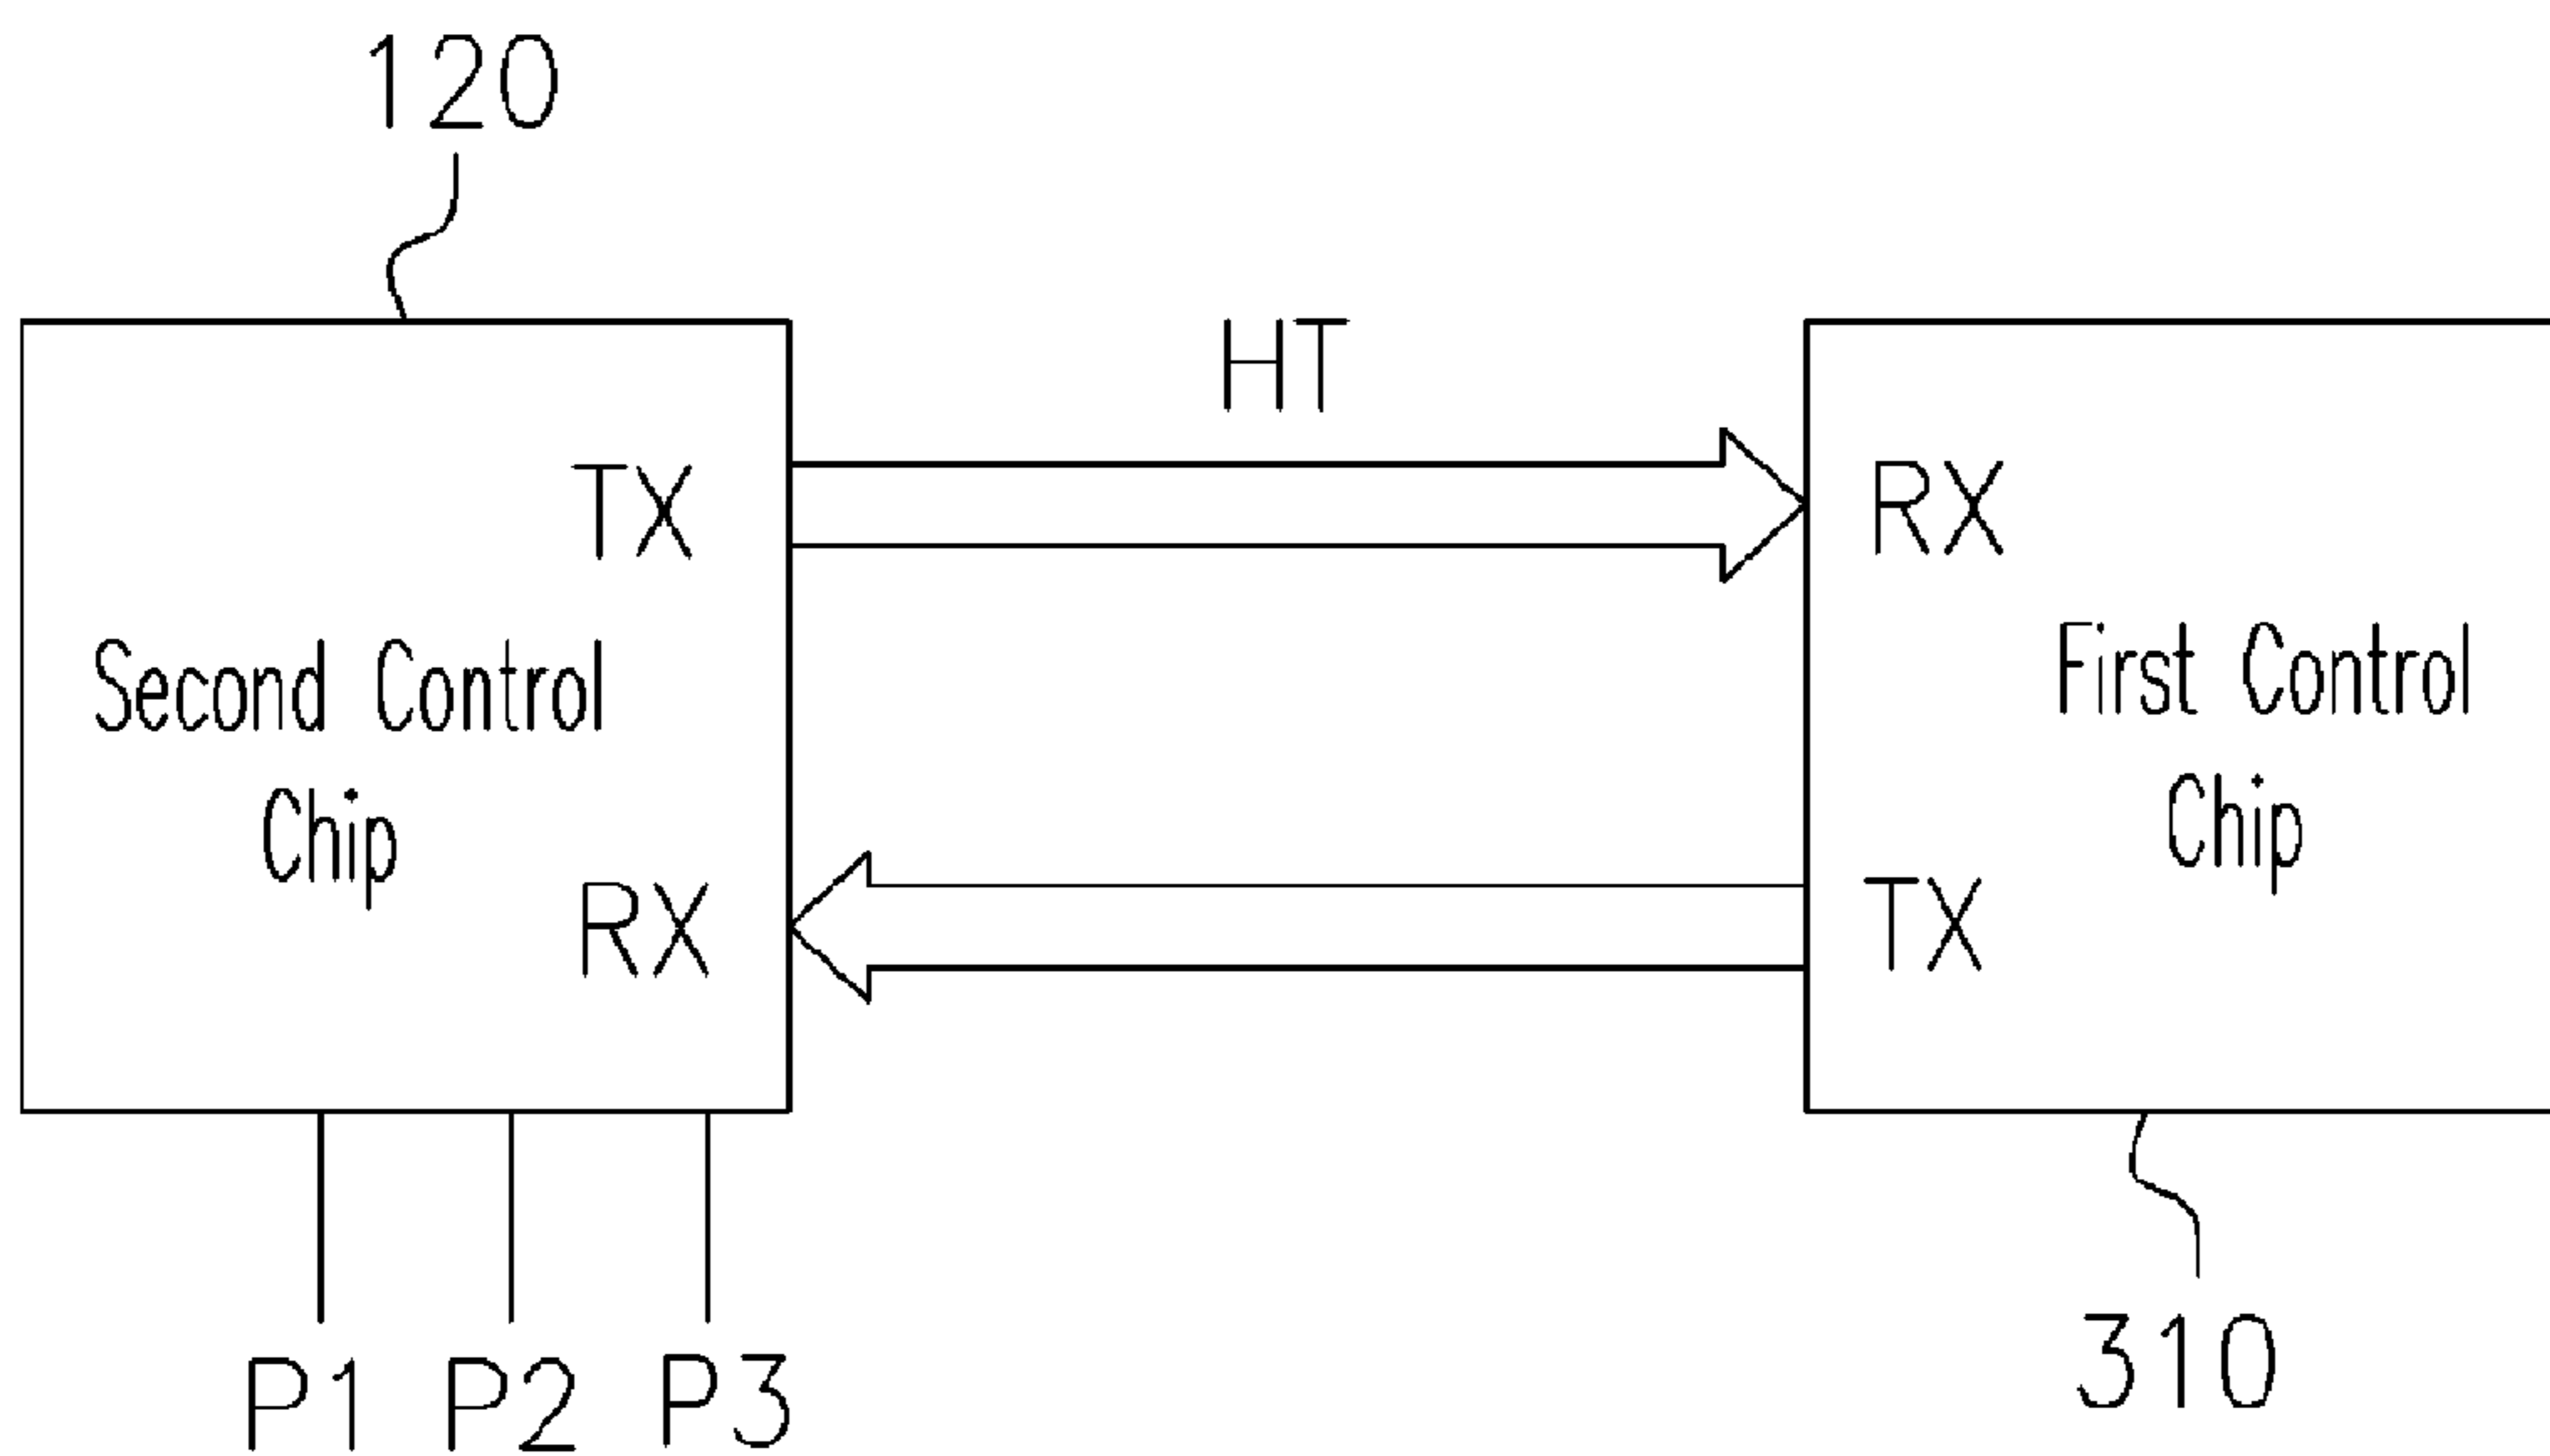 120
HT
TX
RX
Second Control
Chip
First Control
Chip
RX
TX
P1 P2 P3
310